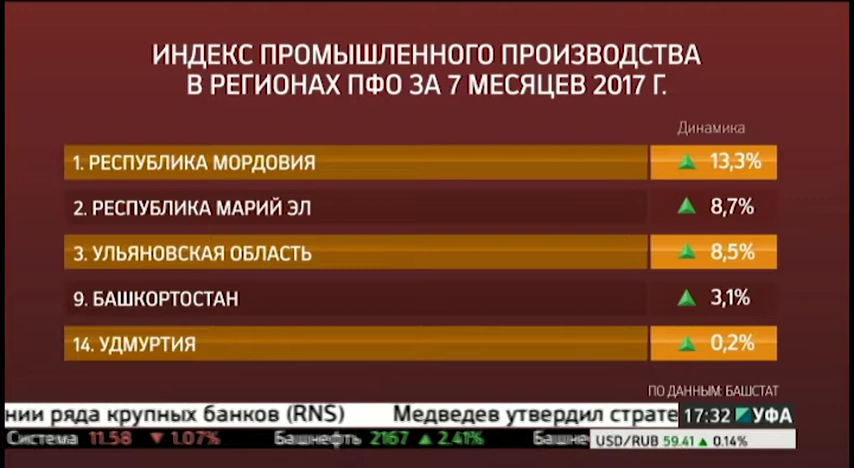 ИНДЕКС ПРОМЫШЛЕННОГО ПРОИЗВОДСТВА
В РЕГИОНАХ ПФО ЗА 7 МЕСЯЦЕВ 2017 Г.
Динамика
1. РЕСПУБЛИКА МОРДОВИЯ ▲ 13,3%
2. РЕСПУБЛИКА МАРИЙ ЭЛ ▲ 8,7%
3. УЛЬЯНОВСКАЯ ОБЛАСТЬ ▲ 8,5%
9. БАШКОРТОСТАН ▲ 3,1%
14. УДМУРТИЯ ▲ 0,2%
ПО ДАННЫМ: БАШСТАТ
нии ряда крупных банков (RNS) Медведев утвердил страте 17:32 УФА
Система 11.58 ▼ 1.07% Башнефть 2167 ▲ 2.41% Башне USD/RUB 59.41 ▲ 0.14%